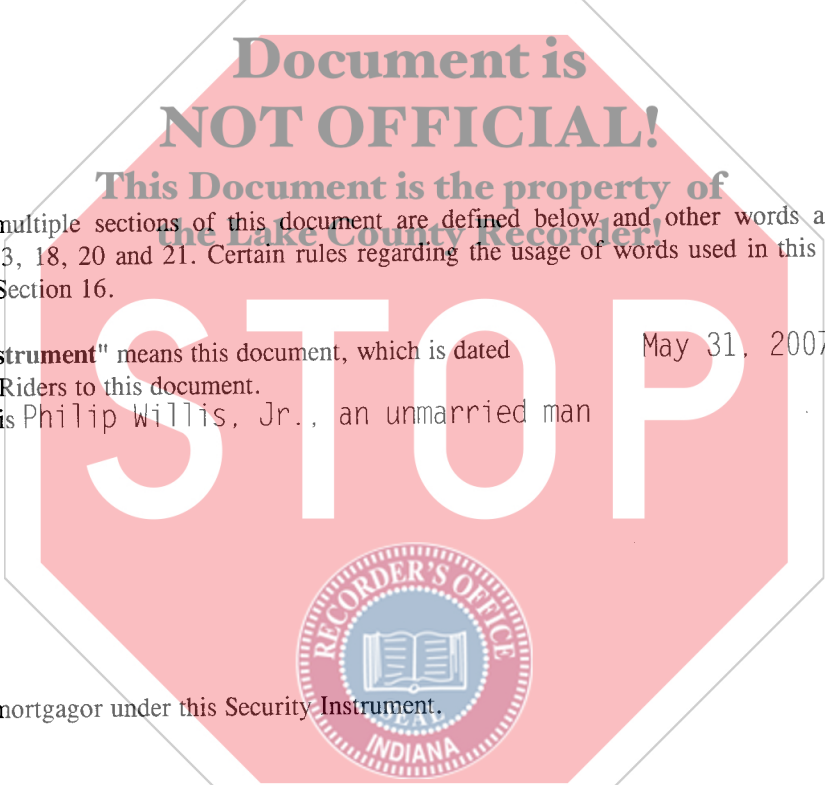 Document is
NOT OFFICIAL!
This Document is the property of
the Lake County Recorder!
multiple sections of this document are defined below and other words a
3, 18, 20 and 21. Certain rules regarding the usage of words used in this
Section 16.
strument" means this document, which is dated May 31, 2007
Riders to this document.
is Philip Willis, Jr., an unmarried man
STOP
RECORDER'S OFFICE
mortgagor under this Security Instrument.
SEAL
INDIANA